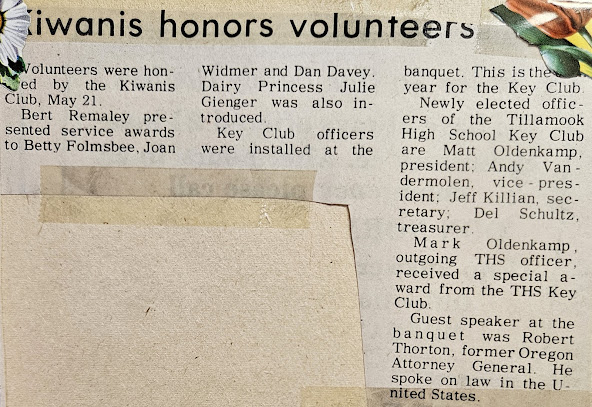 Kiwanis honors volunteers
Volunteers were hon-
ed by the Kiwanis
Club, May 21.
Bert Remaley pre-
sented service awards
to Betty Folmsbee, Joan
Widmer and Dan Davey.
Dairy Princess Julie
Gienger was also in-
troduced.
Key Club officers
were installed at the
banquet. This is the
year for the Key Club.
Newly elected offic-
ers of the Tillamook
High School Key Club
are Matt Oldenkamp,
president; Andy Van-
dermolen, vice-pres-
ident; Jeff Killian, sec-
retary; Del Schultz,
treasurer.
Mark Oldenkamp,
outgoing THS officer,
received a special a-
ward from the THS Key
Club.
Guest speaker at the
banquet was Robert
Thorton, former Oregon
Attorney General. He
spoke on law in the U-
nited States.